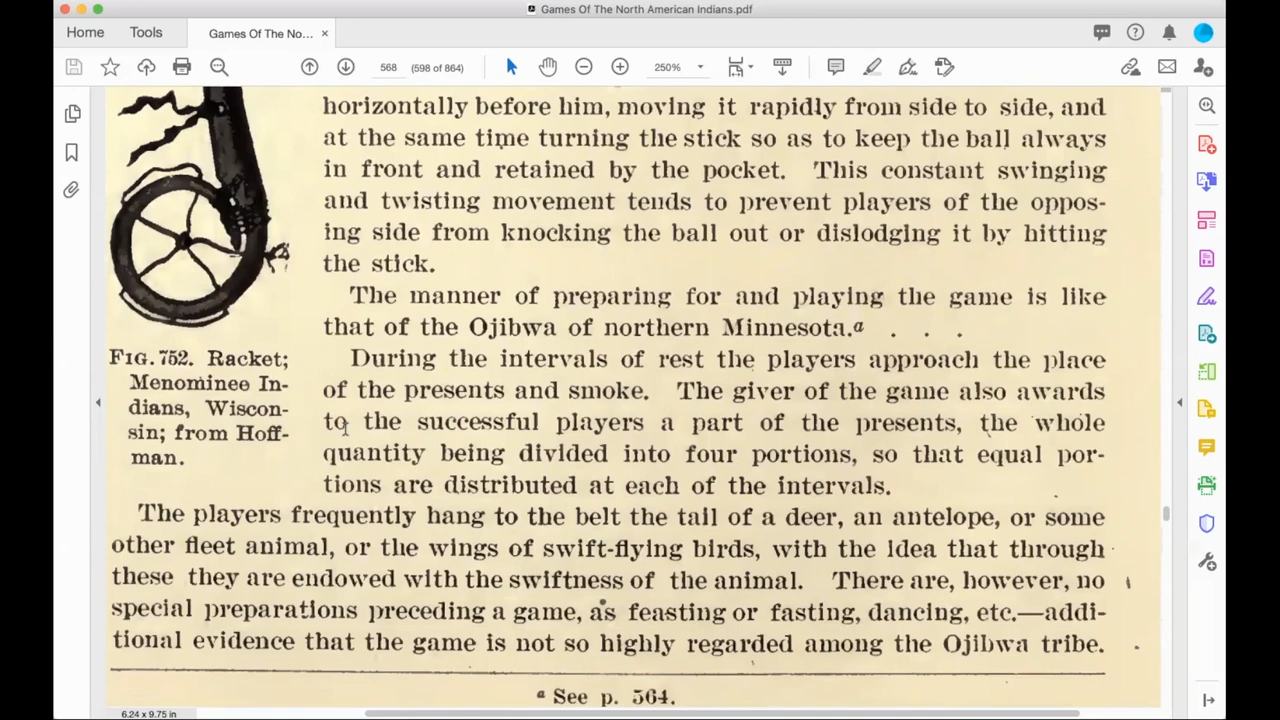 Games Of The North American Indians.pdf
Home
Tools
Games Of The No...
568
(598 of 864)
250%
horizontally before him, moving it rapidly from side to side, and
at the same time turning the stick so as to keep the ball always
in front and retained by the pocket. This constant swinging
and twisting movement tends to prevent players of the oppos-
ing side from knocking the ball out or dislodging it by hitting
the stick.
The manner of preparing for and playing the game is like
that of the Ojibwa of northern Minnesota.a . . .
During the intervals of rest the players approach the place
of the presents and smoke. The giver of the game also awards
to the successful players a part of the presents, the whole
quantity being divided into four portions, so that equal por-
tions are distributed at each of the intervals.
FIG. 752. Racket;
Menominee In-
dians, Wiscon-
sin; from Hoff-
man.
The players frequently hang to the belt the tail of a deer, an antelope, or some
other fleet animal, or the wings of swift-flying birds, with the idea that through
these they are endowed with the swiftness of the animal. There are, however, no
special preparations preceding a game, as feasting or fasting, dancing, etc.—addi-
tional evidence that the game is not so highly regarded among the Ojibwa tribe.
a See p. 564.
6.24 x 9.75 in